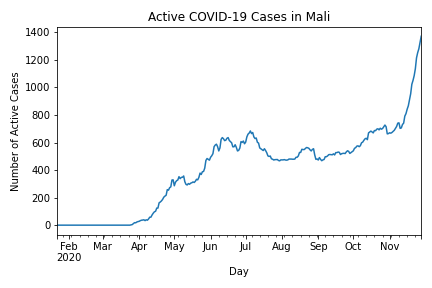 Active COVID-19 Cases in Mali
Number of Active Cases
1400
1200
1000
800
600
400
200
0
Feb Mar Apr May Jun Jul Aug Sep Oct Nov
2020
Day